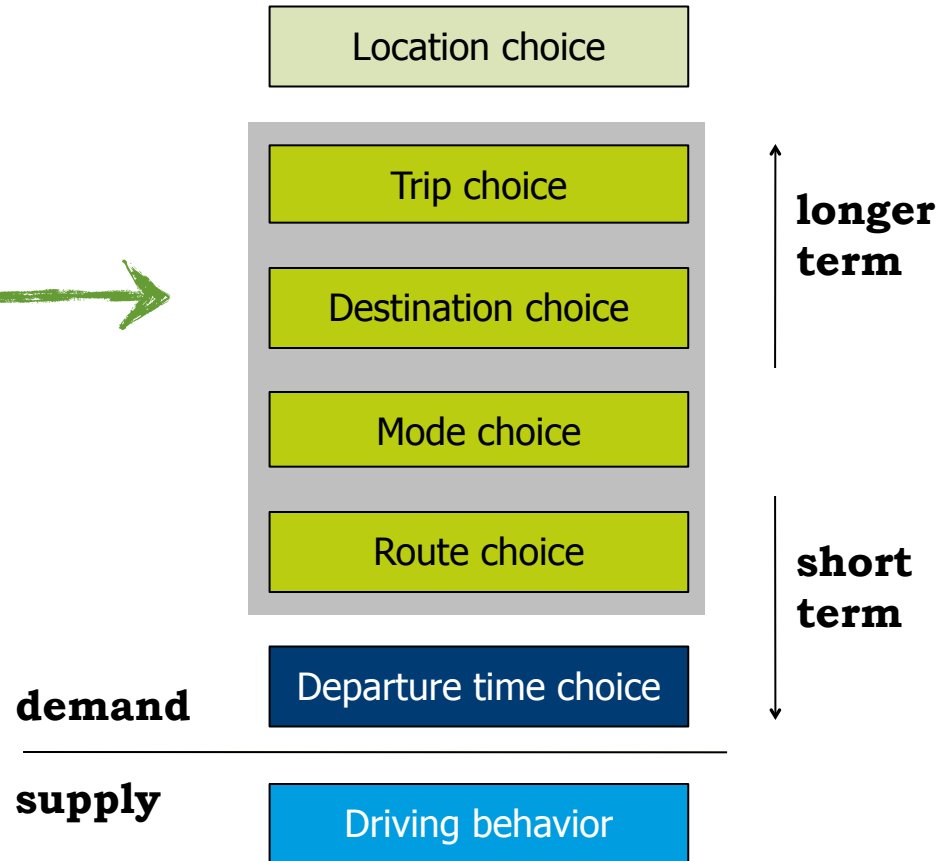 Location choice
Trip choice
longer
term
Destination choice
Mode choice
Route choice
short
term
Departure time choice
demand
supply
Driving behavior